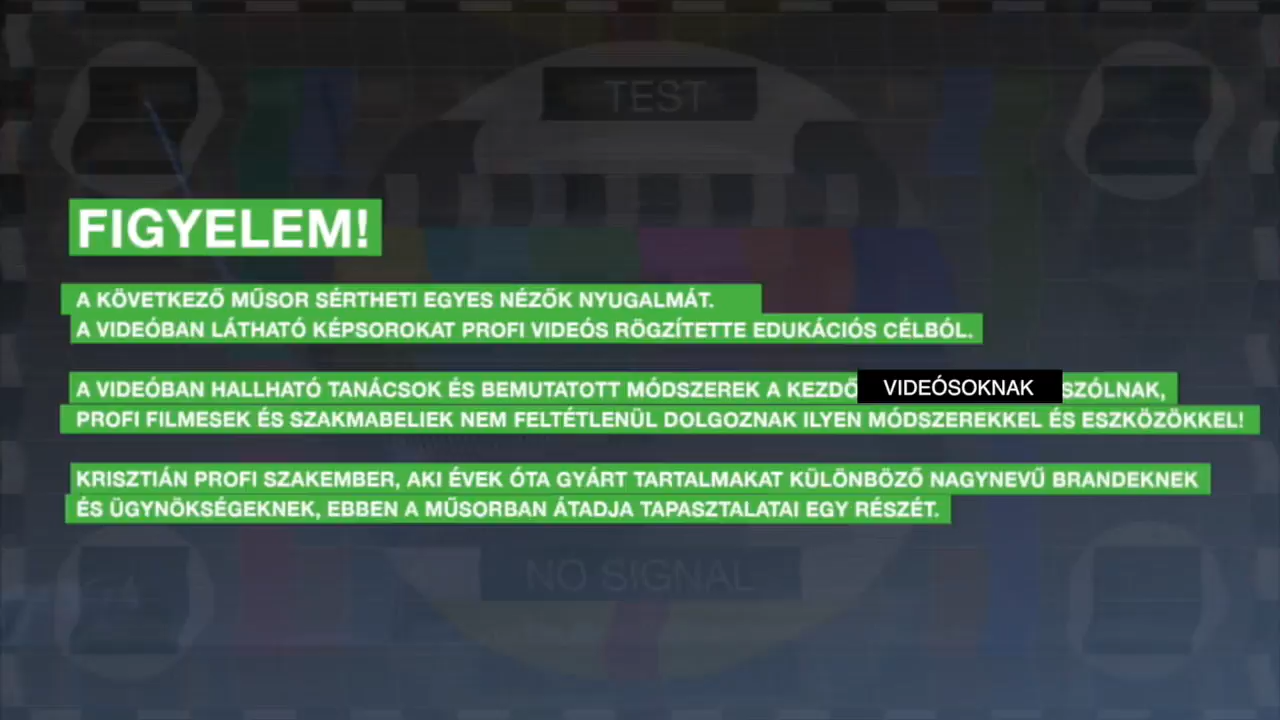 TEST
FIGYELEM!
A KÖVETKEZŐ MŰSOR SÉRTHETI EGYES NÉZŐK NYUGALMÁT.
A VIDEÓBAN LÁTHATÓ KÉPSOROKAT PROFI VIDEÓS RÖGZÍTETTE EDUKÁCIÓS CÉLBÓL.
A VIDEÓBAN HALLHATÓ TANÁCSOK ÉS BEMUTATOTT MÓDSZEREK A KEZDŐ VIDEÓSOKNAK SZÓLNAK,
PROFI FILMESEK ÉS SZAKMABELIEK NEM FELTÉTLENÜL DOLGOZNAK ILYEN MÓDSZEREKKEL ÉS ESZKÖZÖKKEL!
KRISZTIÁN PROFI SZAKEMBER, AKI ÉVEK ÓTA GYÁRT TARTALMAKAT KÜLÖNBÖZŐ NAGYNEVŰ BRANDEKNEK
ÉS ÜGYNÖKSÉGEKNEK, EBBEN A MŰSORBAN ÁTADJA TAPASZTALATAI EGY RÉSZÉT.
NO SIGNAL